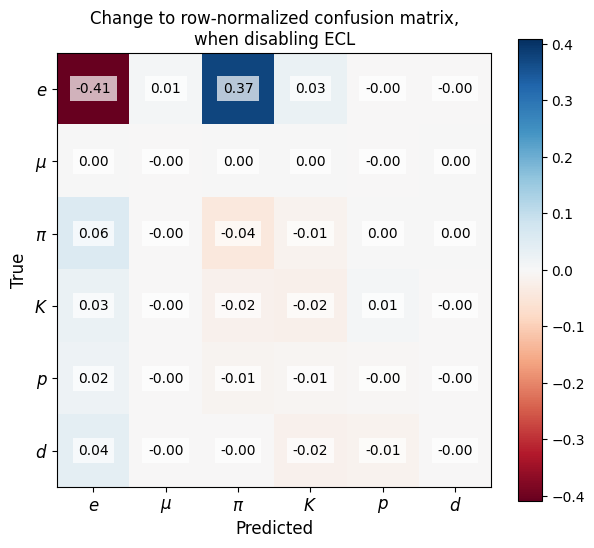 Change to row-normalized confusion matrix,
when disabling ECL
e -0.41 0.01 0.37 0.03 -0.00 -0.00
μ 0.00 -0.00 0.00 0.00 -0.00 0.00
π 0.06 -0.00 -0.04 -0.01 0.00 0.00
K 0.03 -0.00 -0.02 -0.02 0.01 -0.00
p 0.02 -0.00 -0.01 -0.01 -0.00 -0.00
d 0.04 -0.00 -0.00 -0.02 -0.01 -0.00
e μ π K p d
Predicted
True
0.4
0.3
0.2
0.1
0.0
−0.1
−0.2
−0.3
−0.4